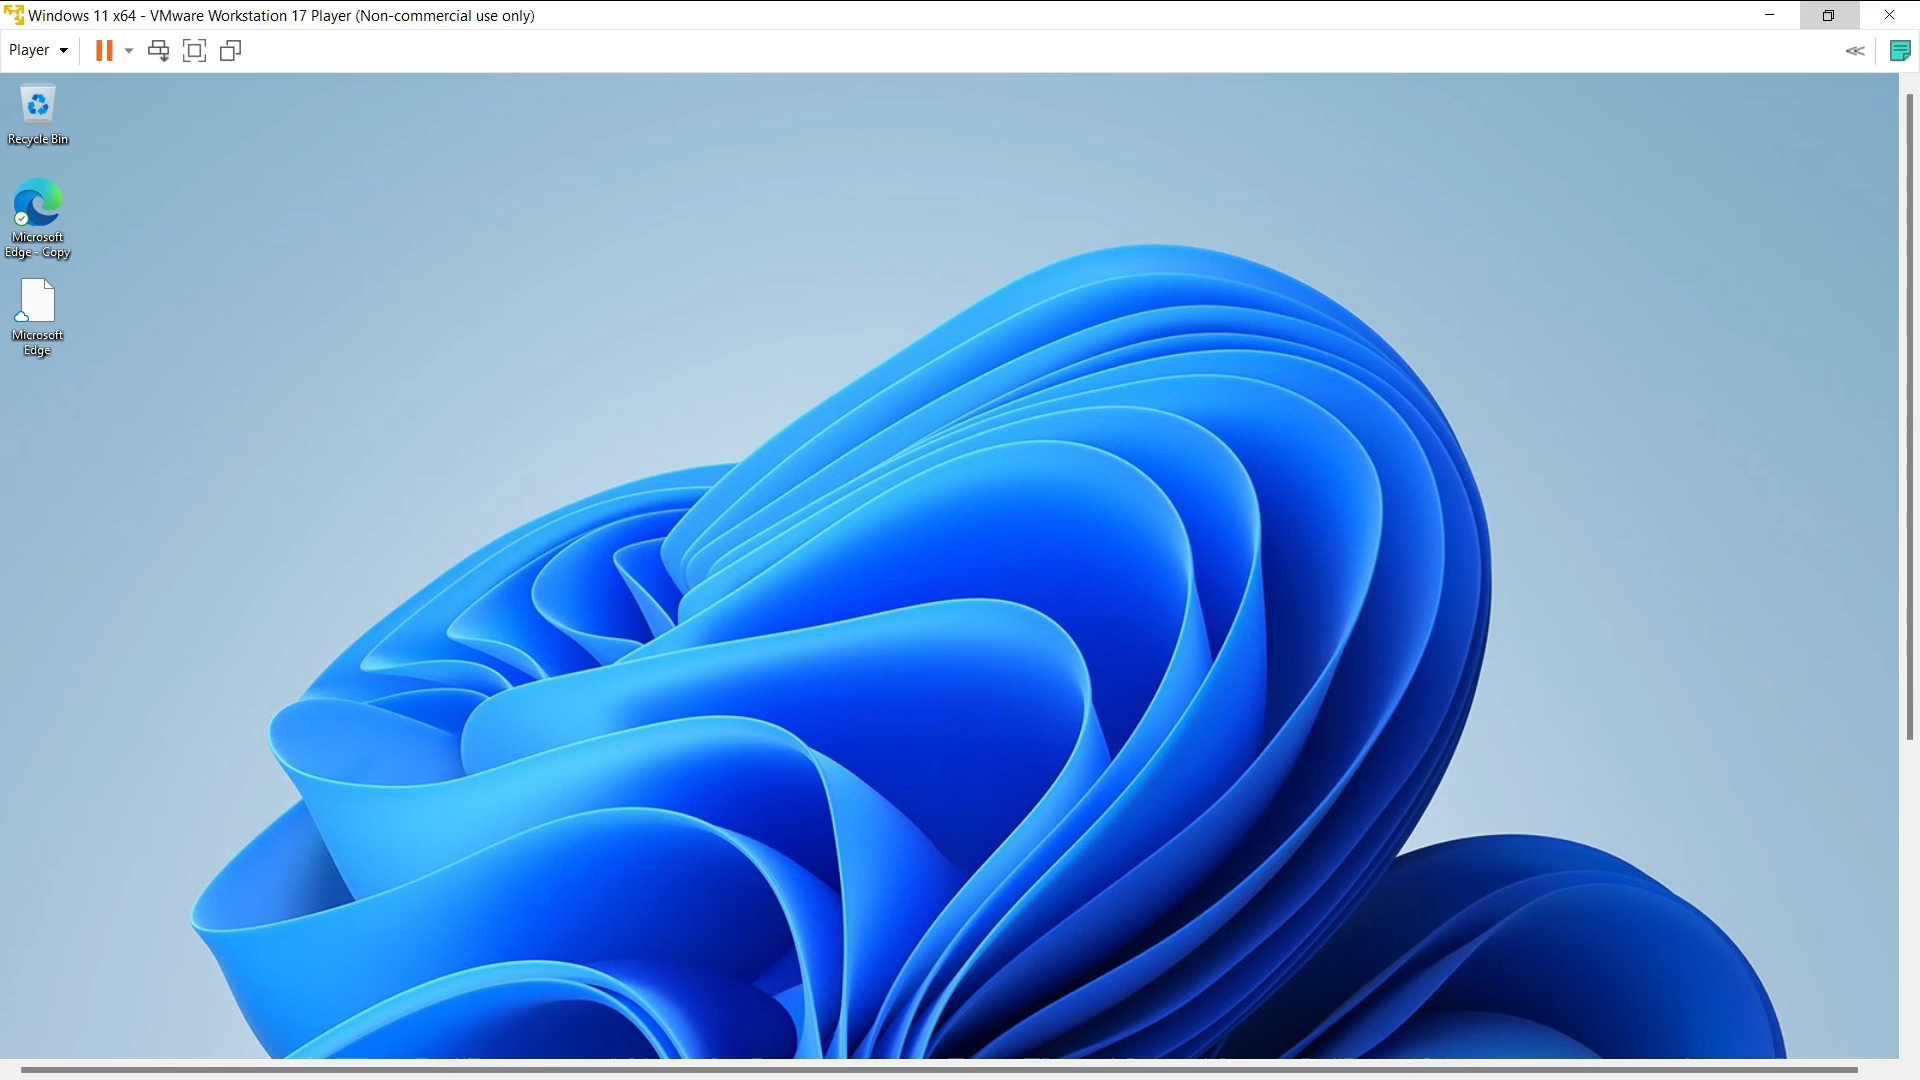 Windows 11 x64 - VMware Workstation 17 Player (Non-commercial use only)
Player
Recycle Bin
Microsoft
Edge - Copy
Microsoft
Edge